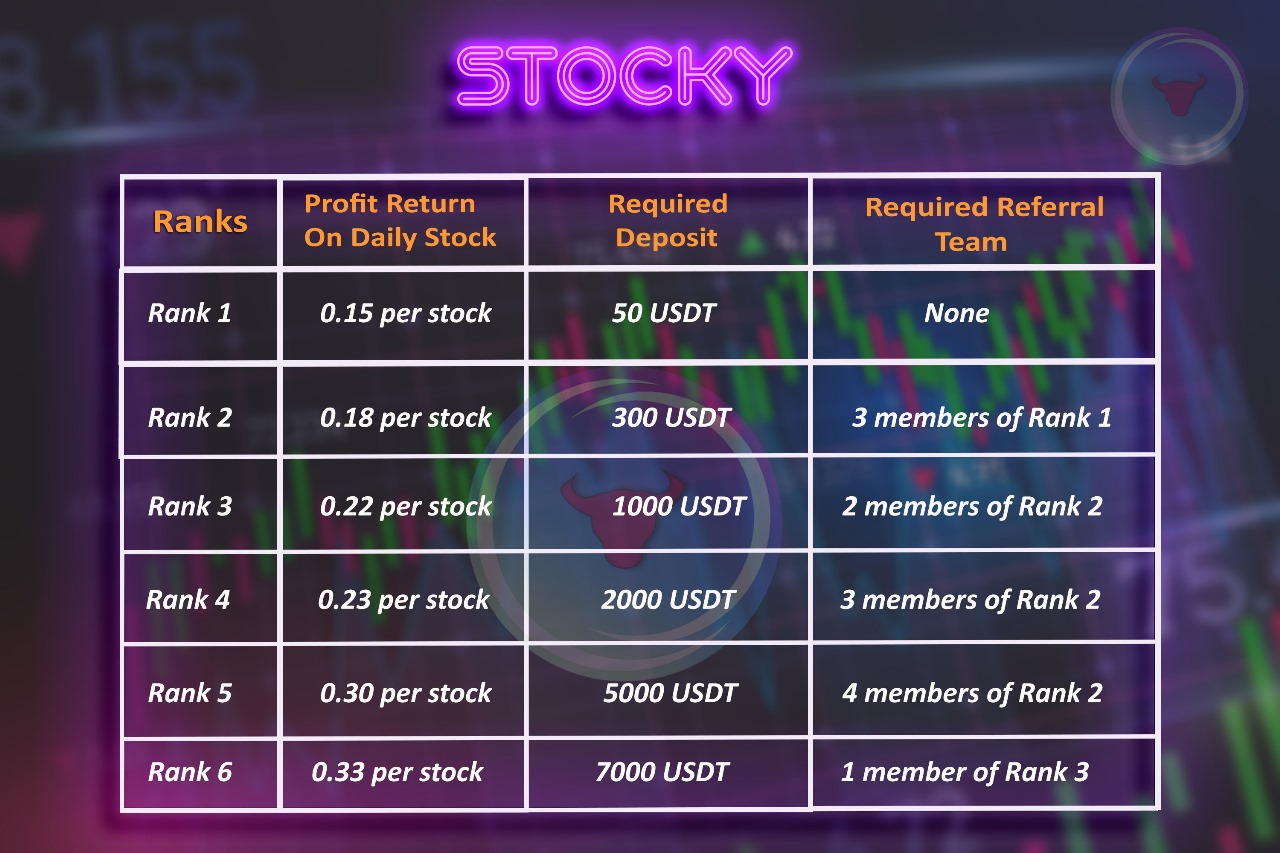 8,155
STOCKY
Ranks
Profit Return
On Daily Stock
Required
Deposit
Required Referral
Team
Rank 1
0.15 per stock
50 USDT
None
Rank 2
0.18 per stock
300 USDT
3 members of Rank 1
Rank 3
0.22 per stock
1000 USDT
2 members of Rank 2
Rank 4
0.23 per stock
2000 USDT
3 members of Rank 2
Rank 5
0.30 per stock
5000 USDT
4 members of Rank 2
Rank 6
0.33 per stock
7000 USDT
1 member of Rank 3